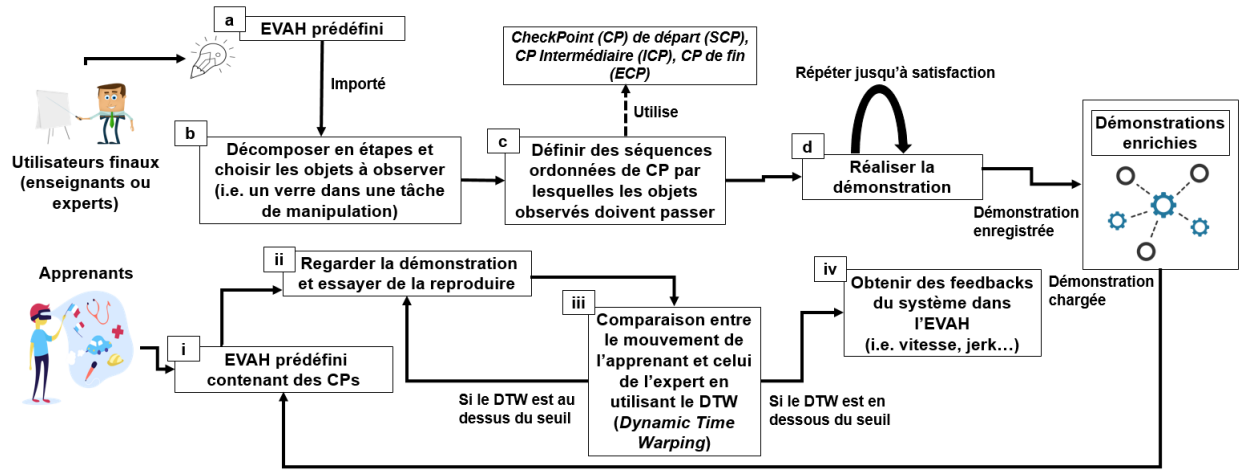 a
EVAH prédéfini
Importé
CheckPoint (CP) de départ (SCP),
CP Intermédiaire (ICP), CP de fin
(ECP)
Utilise
Répéter jusqu'à satisfaction
Utilisateurs finaux
(enseignants ou
experts)
b
Décomposer en étapes et
choisir les objets à observer
(i.e. un verre dans une tâche
de manipulation)
c
Définir des séquences
ordonnées de CP par
lesquelles les objets
observés doivent passer
d
Réaliser la
démonstration
Démonstration
enregistrée
Démonstrations
enrichies
Démonstration
chargée
Apprenants
i
EVAH prédéfini
contenant des CPs
ii
Regarder la démonstration
et essayer de la reproduire
iii
Comparaison entre
le mouvement de
l'apprenant et celui
de l'expert en
utilisant le DTW
(Dynamic Time
Warping)
Si le DTW est au
dessus du seuil
Si le DTW est en
dessous du seuil
iv
Obtenir des feedbacks
du système dans
l'EVAH
(i.e. vitesse, jerk…)